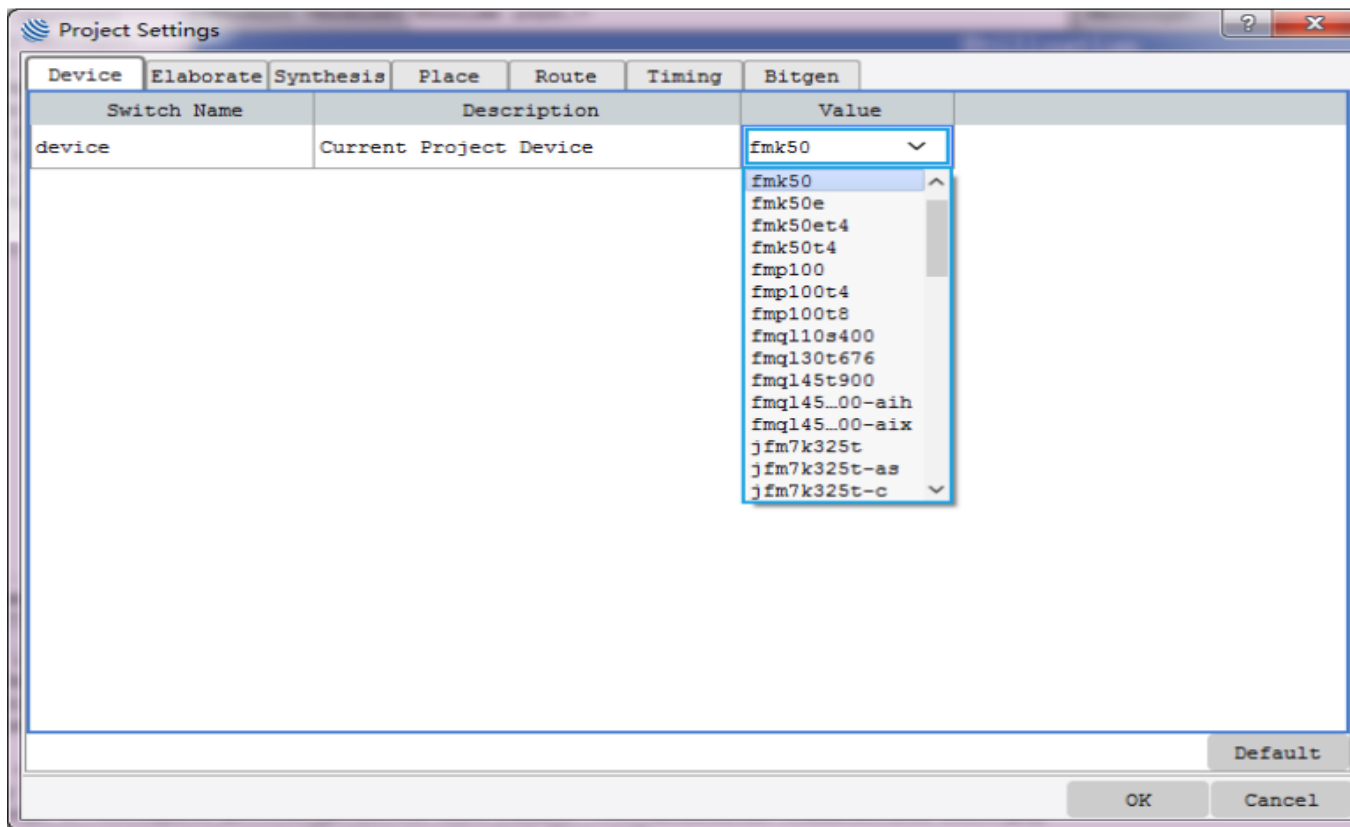 Project Settings
Device Elaborate Synthesis Place Route Timing Bitgen
Switch Name Description Value
device Current Project Device fmk50
fmk50
fmk50e
fmk50et4
fmk50t4
fmp100
fmp100t4
fmp100t8
fmql10s400
fmql30t676
fmql45t900
fmql45…00-aih
fmql45…00-aix
jfm7k325t
jfm7k325t-as
jfm7k325t-c
Default
OK Cancel